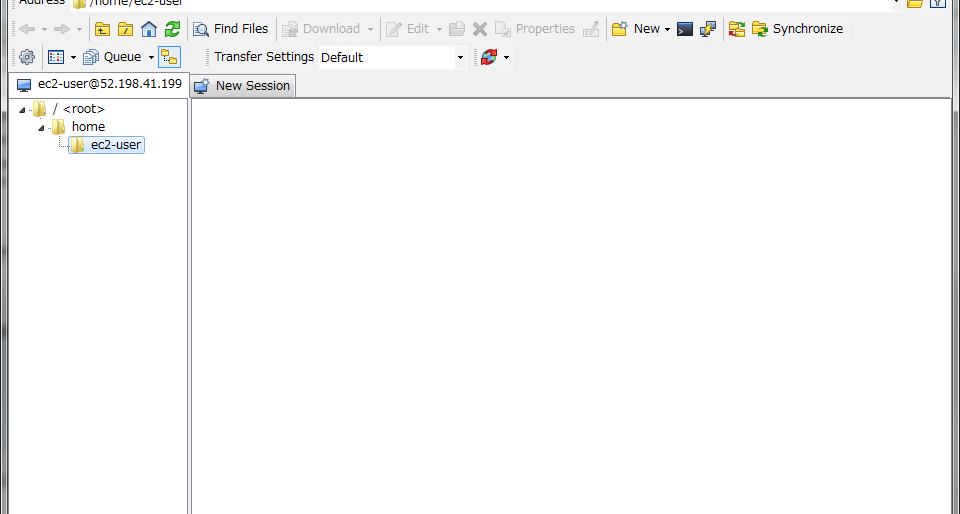 Address /home/ec2-user
Find Files Download Edit Properties New Synchronize
Queue Transfer Settings Default
ec2-user@52.198.41.199 New Session
/ <root>
home
ec2-user